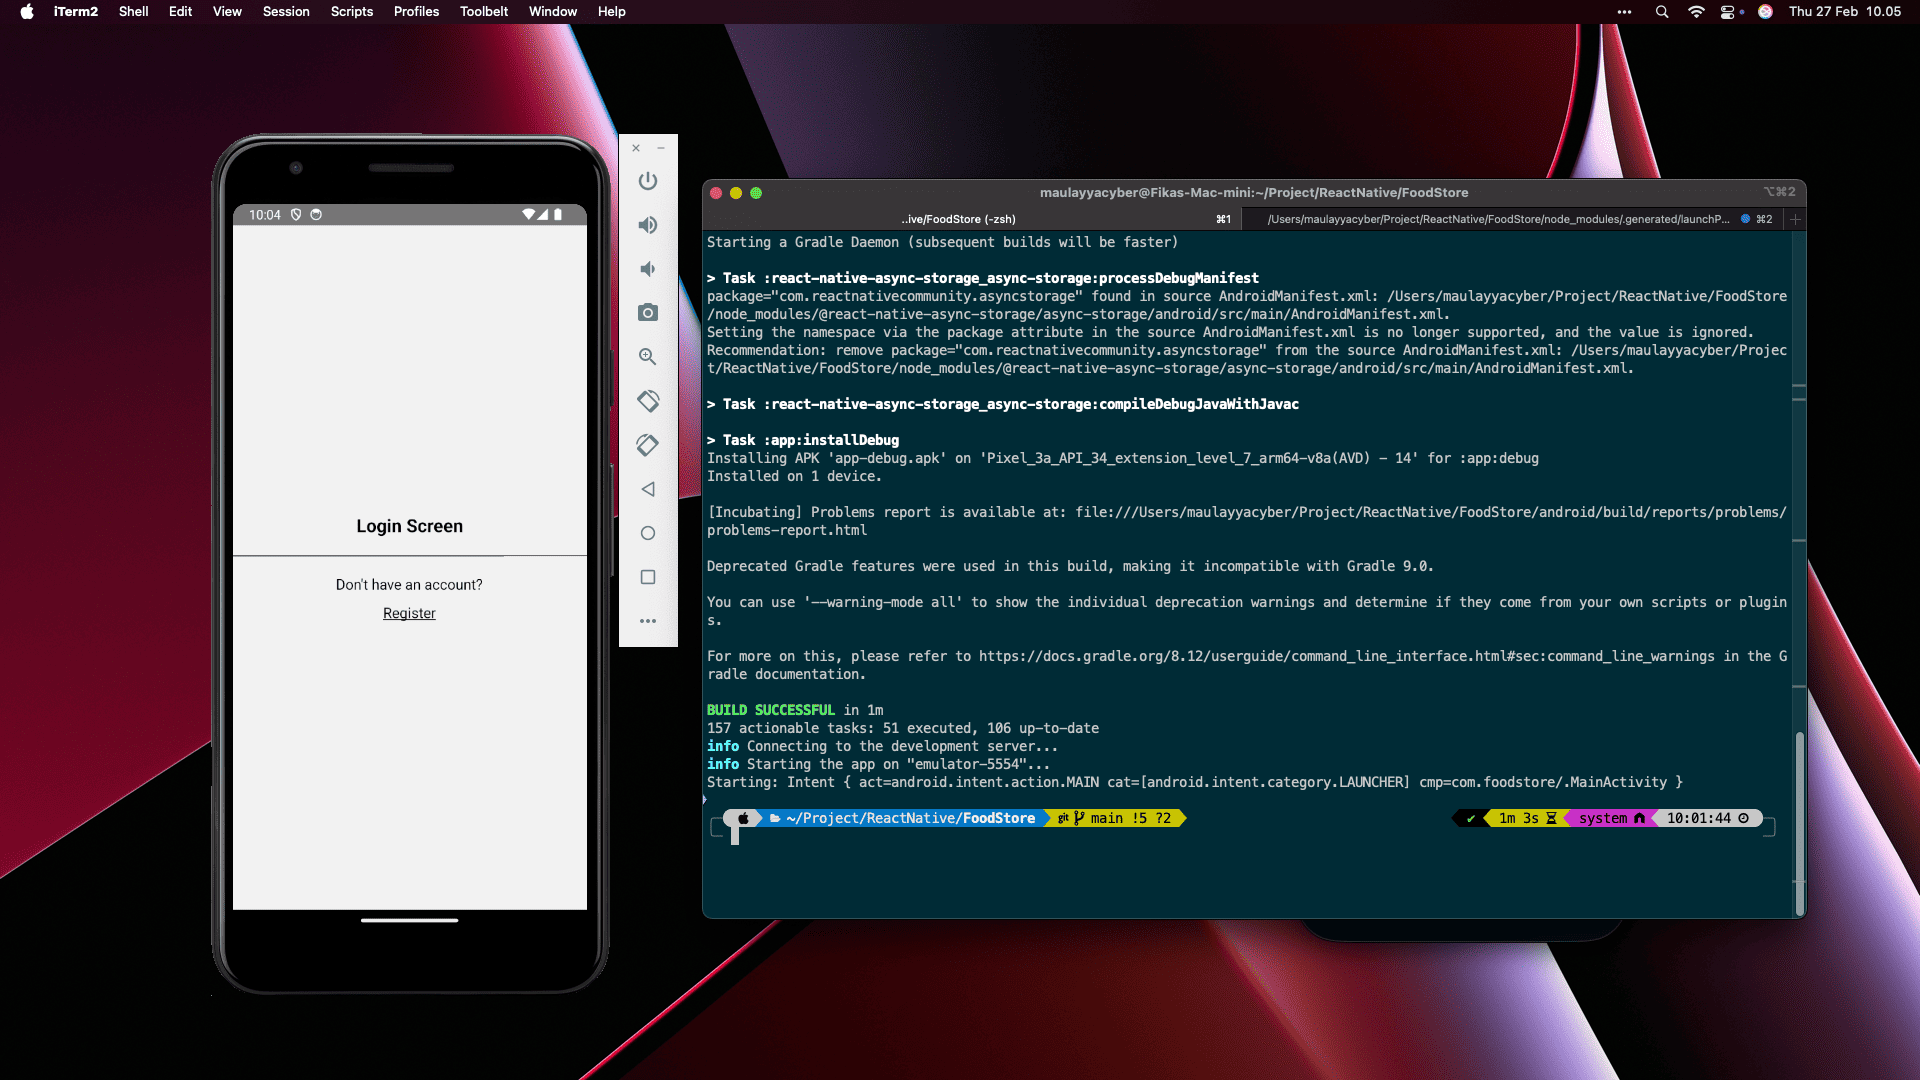 iTerm2 Shell Edit View Session Scripts Profiles Toolbelt Window Help
Thu 27 Feb 10.05
10:04
Login Screen
Don't have an account?
Register
maulayyacyber@Fikas-Mac-mini:~/Project/ReactNative/FoodStore
⌥⌘2
..ive/FoodStore (-zsh) ⌘1
/Users/maulayyacyber/Project/ReactNative/FoodStore/node_modules/.generated/launchP... ⌘2
Starting a Gradle Daemon (subsequent builds will be faster)
> Task :react-native-async-storage_async-storage:processDebugManifest
package="com.reactnativecommunity.asyncstorage" found in source AndroidManifest.xml: /Users/maulayyacyber/Project/ReactNative/FoodStore
/node_modules/@react-native-async-storage/async-storage/android/src/main/AndroidManifest.xml.
Setting the namespace via the package attribute in the source AndroidManifest.xml is no longer supported, and the value is ignored.
Recommendation: remove package="com.reactnativecommunity.asyncstorage" from the source AndroidManifest.xml: /Users/maulayyacyber/Projec
t/ReactNative/FoodStore/node_modules/@react-native-async-storage/async-storage/android/src/main/AndroidManifest.xml.
> Task :react-native-async-storage_async-storage:compileDebugJavaWithJavac
> Task :app:installDebug
Installing APK 'app-debug.apk' on 'Pixel_3a_API_34_extension_level_7_arm64-v8a(AVD) - 14' for :app:debug
Installed on 1 device.
[Incubating] Problems report is available at: file:///Users/maulayyacyber/Project/ReactNative/FoodStore/android/build/reports/problems/
problems-report.html
Deprecated Gradle features were used in this build, making it incompatible with Gradle 9.0.
You can use '--warning-mode all' to show the individual deprecation warnings and determine if they come from your own scripts or plugin
s.
For more on this, please refer to https://docs.gradle.org/8.12/userguide/command_line_interface.html#sec:command_line_warnings in the G
radle documentation.
BUILD SUCCESSFUL in 1m
157 actionable tasks: 51 executed, 106 up-to-date
info Connecting to the development server...
info Starting the app on "emulator-5554"...
Starting: Intent { act=android.intent.action.MAIN cat=[android.intent.category.LAUNCHER] cmp=com.foodstore/.MainActivity }
~/Project/ReactNative/FoodStore git main !5 ?2 ✔ 1m 3s system 10:01:44